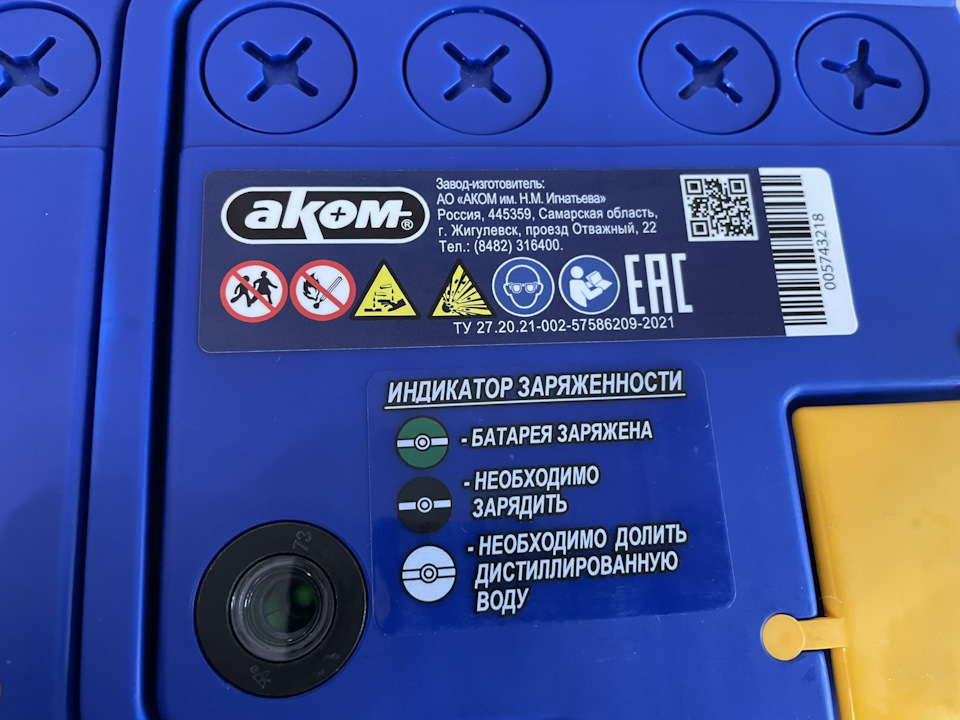 аком®
Завод-изготовитель:
АО «АКОМ им. Н.М. Игнатьева»
Россия, 445359, Самарская область,
г. Жигулевск, проезд Отважный, 22
Тел.: (8482) 316400.
EAC
ТУ 27.20.21-002-57586209-2021
005743218
ИНДИКАТОР ЗАРЯЖЕННОСТИ
- БАТАРЕЯ ЗАРЯЖЕНА
- НЕОБХОДИМО
ЗАРЯДИТЬ
- НЕОБХОДИМО ДОЛИТЬ
ДИСТИЛЛИРОВАННУЮ
ВОДУ
73